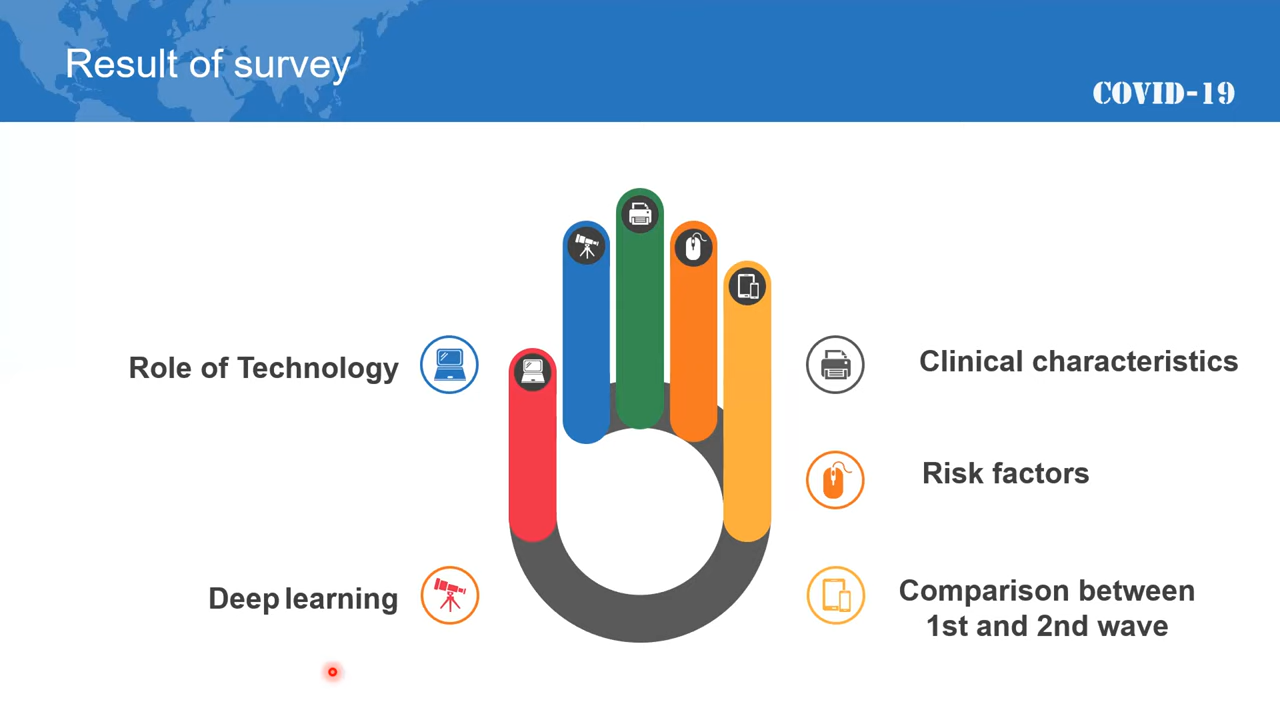 Result of survey
COVID-19
Role of Technology
Deep learning
Clinical characteristics
Risk factors
Comparison between
1st and 2nd wave